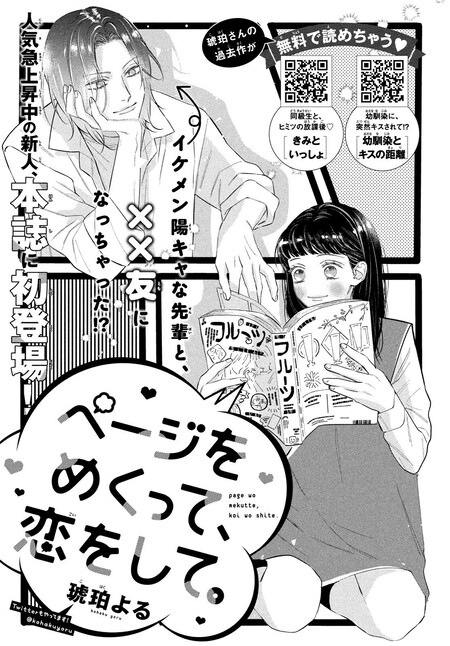 琥珀さんの
過去作が
無料で読めちゃう♡
幼馴染に、
突然キスされて!?
幼馴染と
キスの距離
同級生と、
ヒミツの放課後♡
きみと
いっしょ
イケメン陽キャな先輩と、
××友に
なっちゃった!?
人気急上昇中の新人、本誌に初登場!
フルーツ
フルーツ
ページを
めくって、
恋をして。
page wo
mekutte,
koi wo shite.
琥珀よる
kohaku yoru
Twitterもやってます!
@kohakuyoru